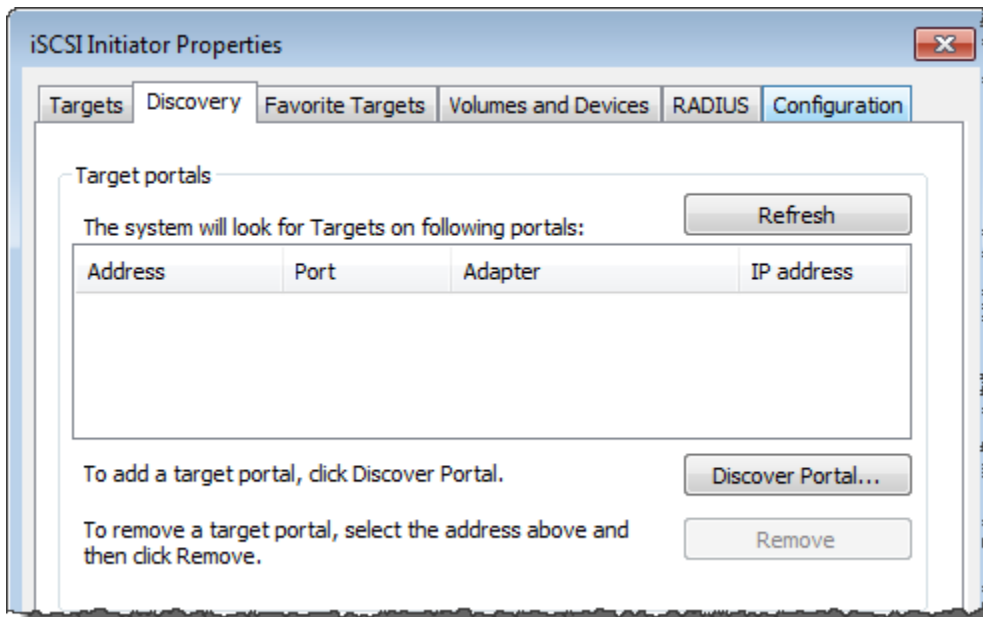 iSCSI Initiator Properties
Targets Discovery Favorite Targets Volumes and Devices RADIUS Configuration
Target portals
The system will look for Targets on following portals:
Refresh
Address Port Adapter IP address
To add a target portal, click Discover Portal.
Discover Portal...
To remove a target portal, select the address above and
then click Remove.
Remove